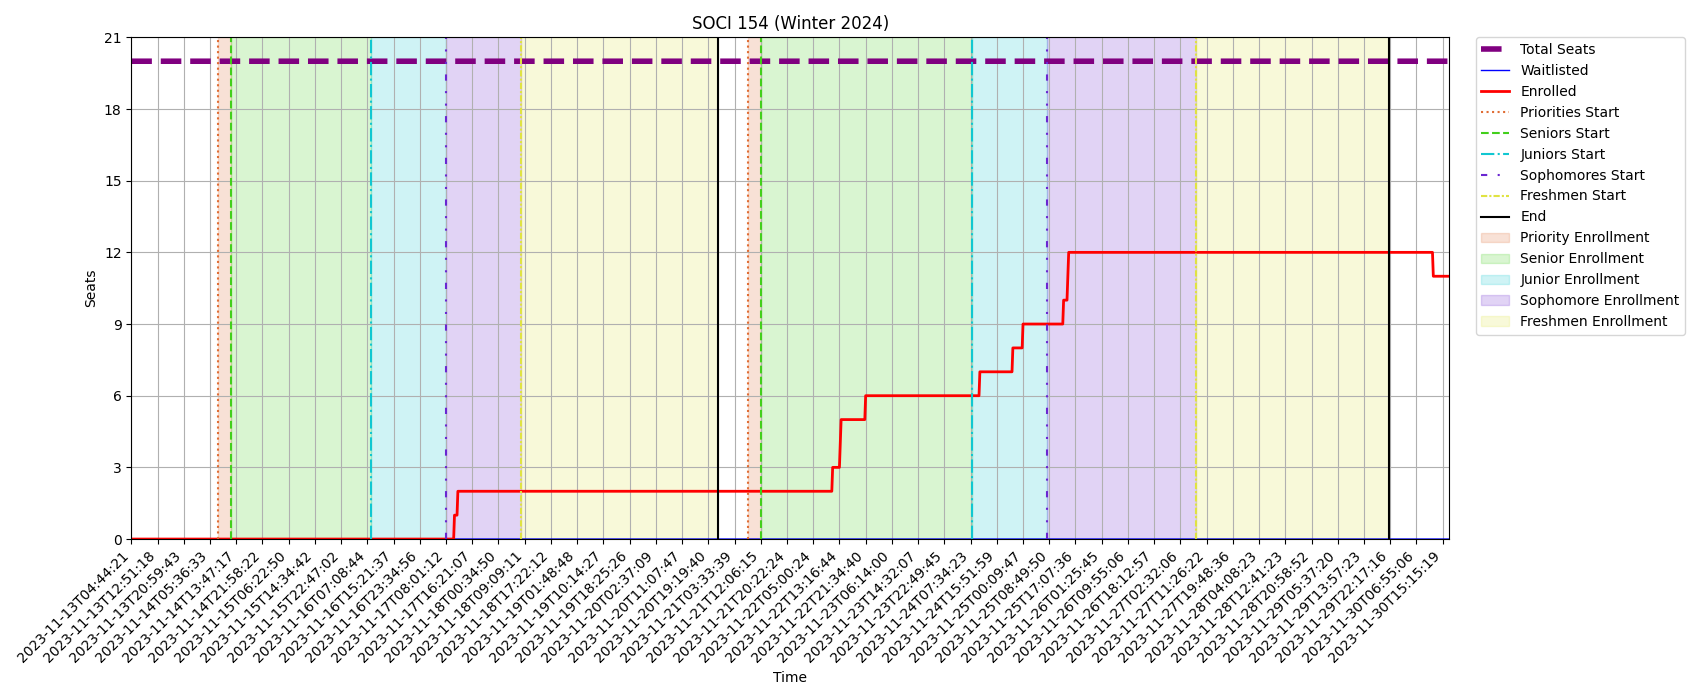 SOCI 154 (Winter 2024)
21
18
15
12
9
6
3
0
Seats
2023-11-13T04:44:21
2023-11-13T12:51:18
2023-11-13T20:59:43
2023-11-14T05:36:33
2023-11-14T13:47:17
2023-11-14T21:58:22
2023-11-15T06:22:50
2023-11-15T14:34:42
2023-11-15T22:47:02
2023-11-16T07:08:44
2023-11-16T15:21:37
2023-11-16T23:34:56
2023-11-17T08:01:12
2023-11-17T16:21:07
2023-11-18T00:34:50
2023-11-18T09:09:11
2023-11-18T17:22:12
2023-11-19T01:48:48
2023-11-19T10:14:27
2023-11-19T18:25:26
2023-11-20T02:37:09
2023-11-20T11:07:47
2023-11-20T19:19:40
2023-11-21T03:33:39
2023-11-21T12:06:15
2023-11-21T20:22:24
2023-11-22T05:00:24
2023-11-22T13:16:44
2023-11-22T21:34:40
2023-11-23T06:14:00
2023-11-23T14:32:07
2023-11-23T22:49:45
2023-11-24T07:34:23
2023-11-24T15:51:59
2023-11-25T00:09:47
2023-11-25T08:49:50
2023-11-25T17:07:36
2023-11-26T01:25:45
2023-11-26T09:55:06
2023-11-26T18:12:57
2023-11-27T02:32:06
2023-11-27T11:26:22
2023-11-27T19:48:36
2023-11-28T04:08:23
2023-11-28T12:41:23
2023-11-28T20:58:52
2023-11-29T05:37:20
2023-11-29T13:57:23
2023-11-29T22:17:16
2023-11-30T06:55:06
2023-11-30T15:15:19
Time
Total Seats
Waitlisted
Enrolled
Priorities Start
Seniors Start
Juniors Start
Sophomores Start
Freshmen Start
End
Priority Enrollment
Senior Enrollment
Junior Enrollment
Sophomore Enrollment
Freshmen Enrollment